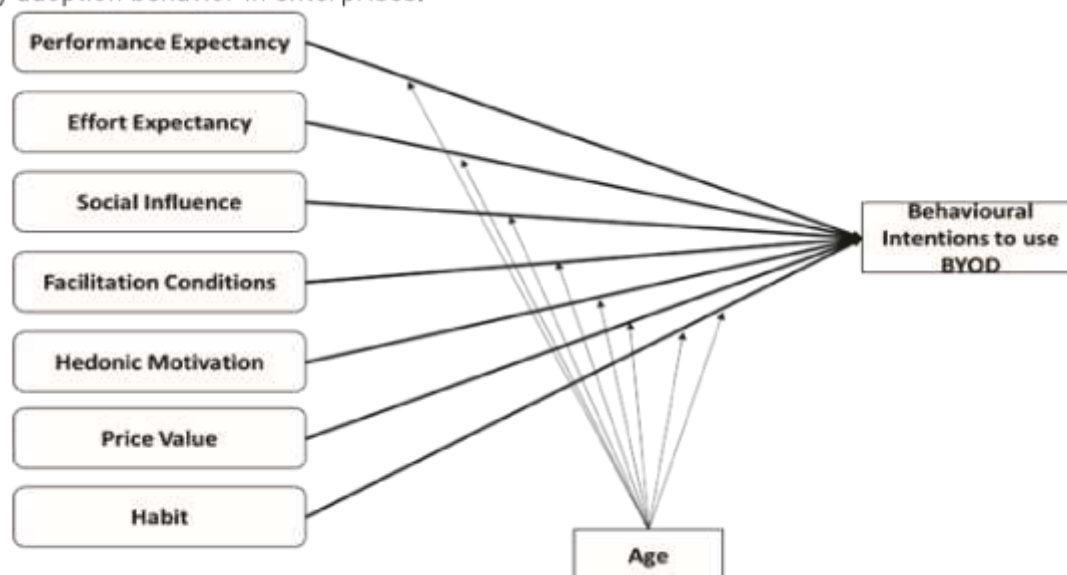 adoption behavior in enterprises.
Performance Expectancy
Effort Expectancy
Social Influence
Facilitation Conditions
Hedonic Motivation
Price Value
Habit
Behavioural
Intentions to use
BYOD
Age